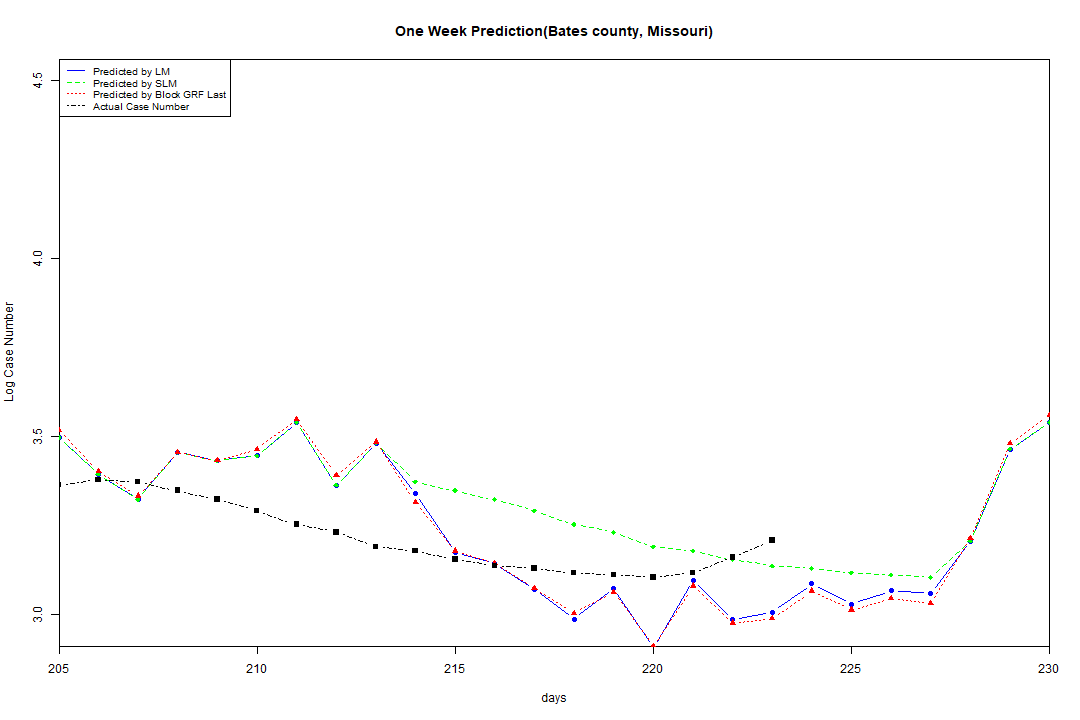 One Week Prediction(Bates county, Missouri)
Predicted by LM
Predicted by SLM
Predicted by Block GRF Last
Actual Case Number
4.5
4.0
3.5
3.0
Log Case Number
205 210 215 220 225 230
days